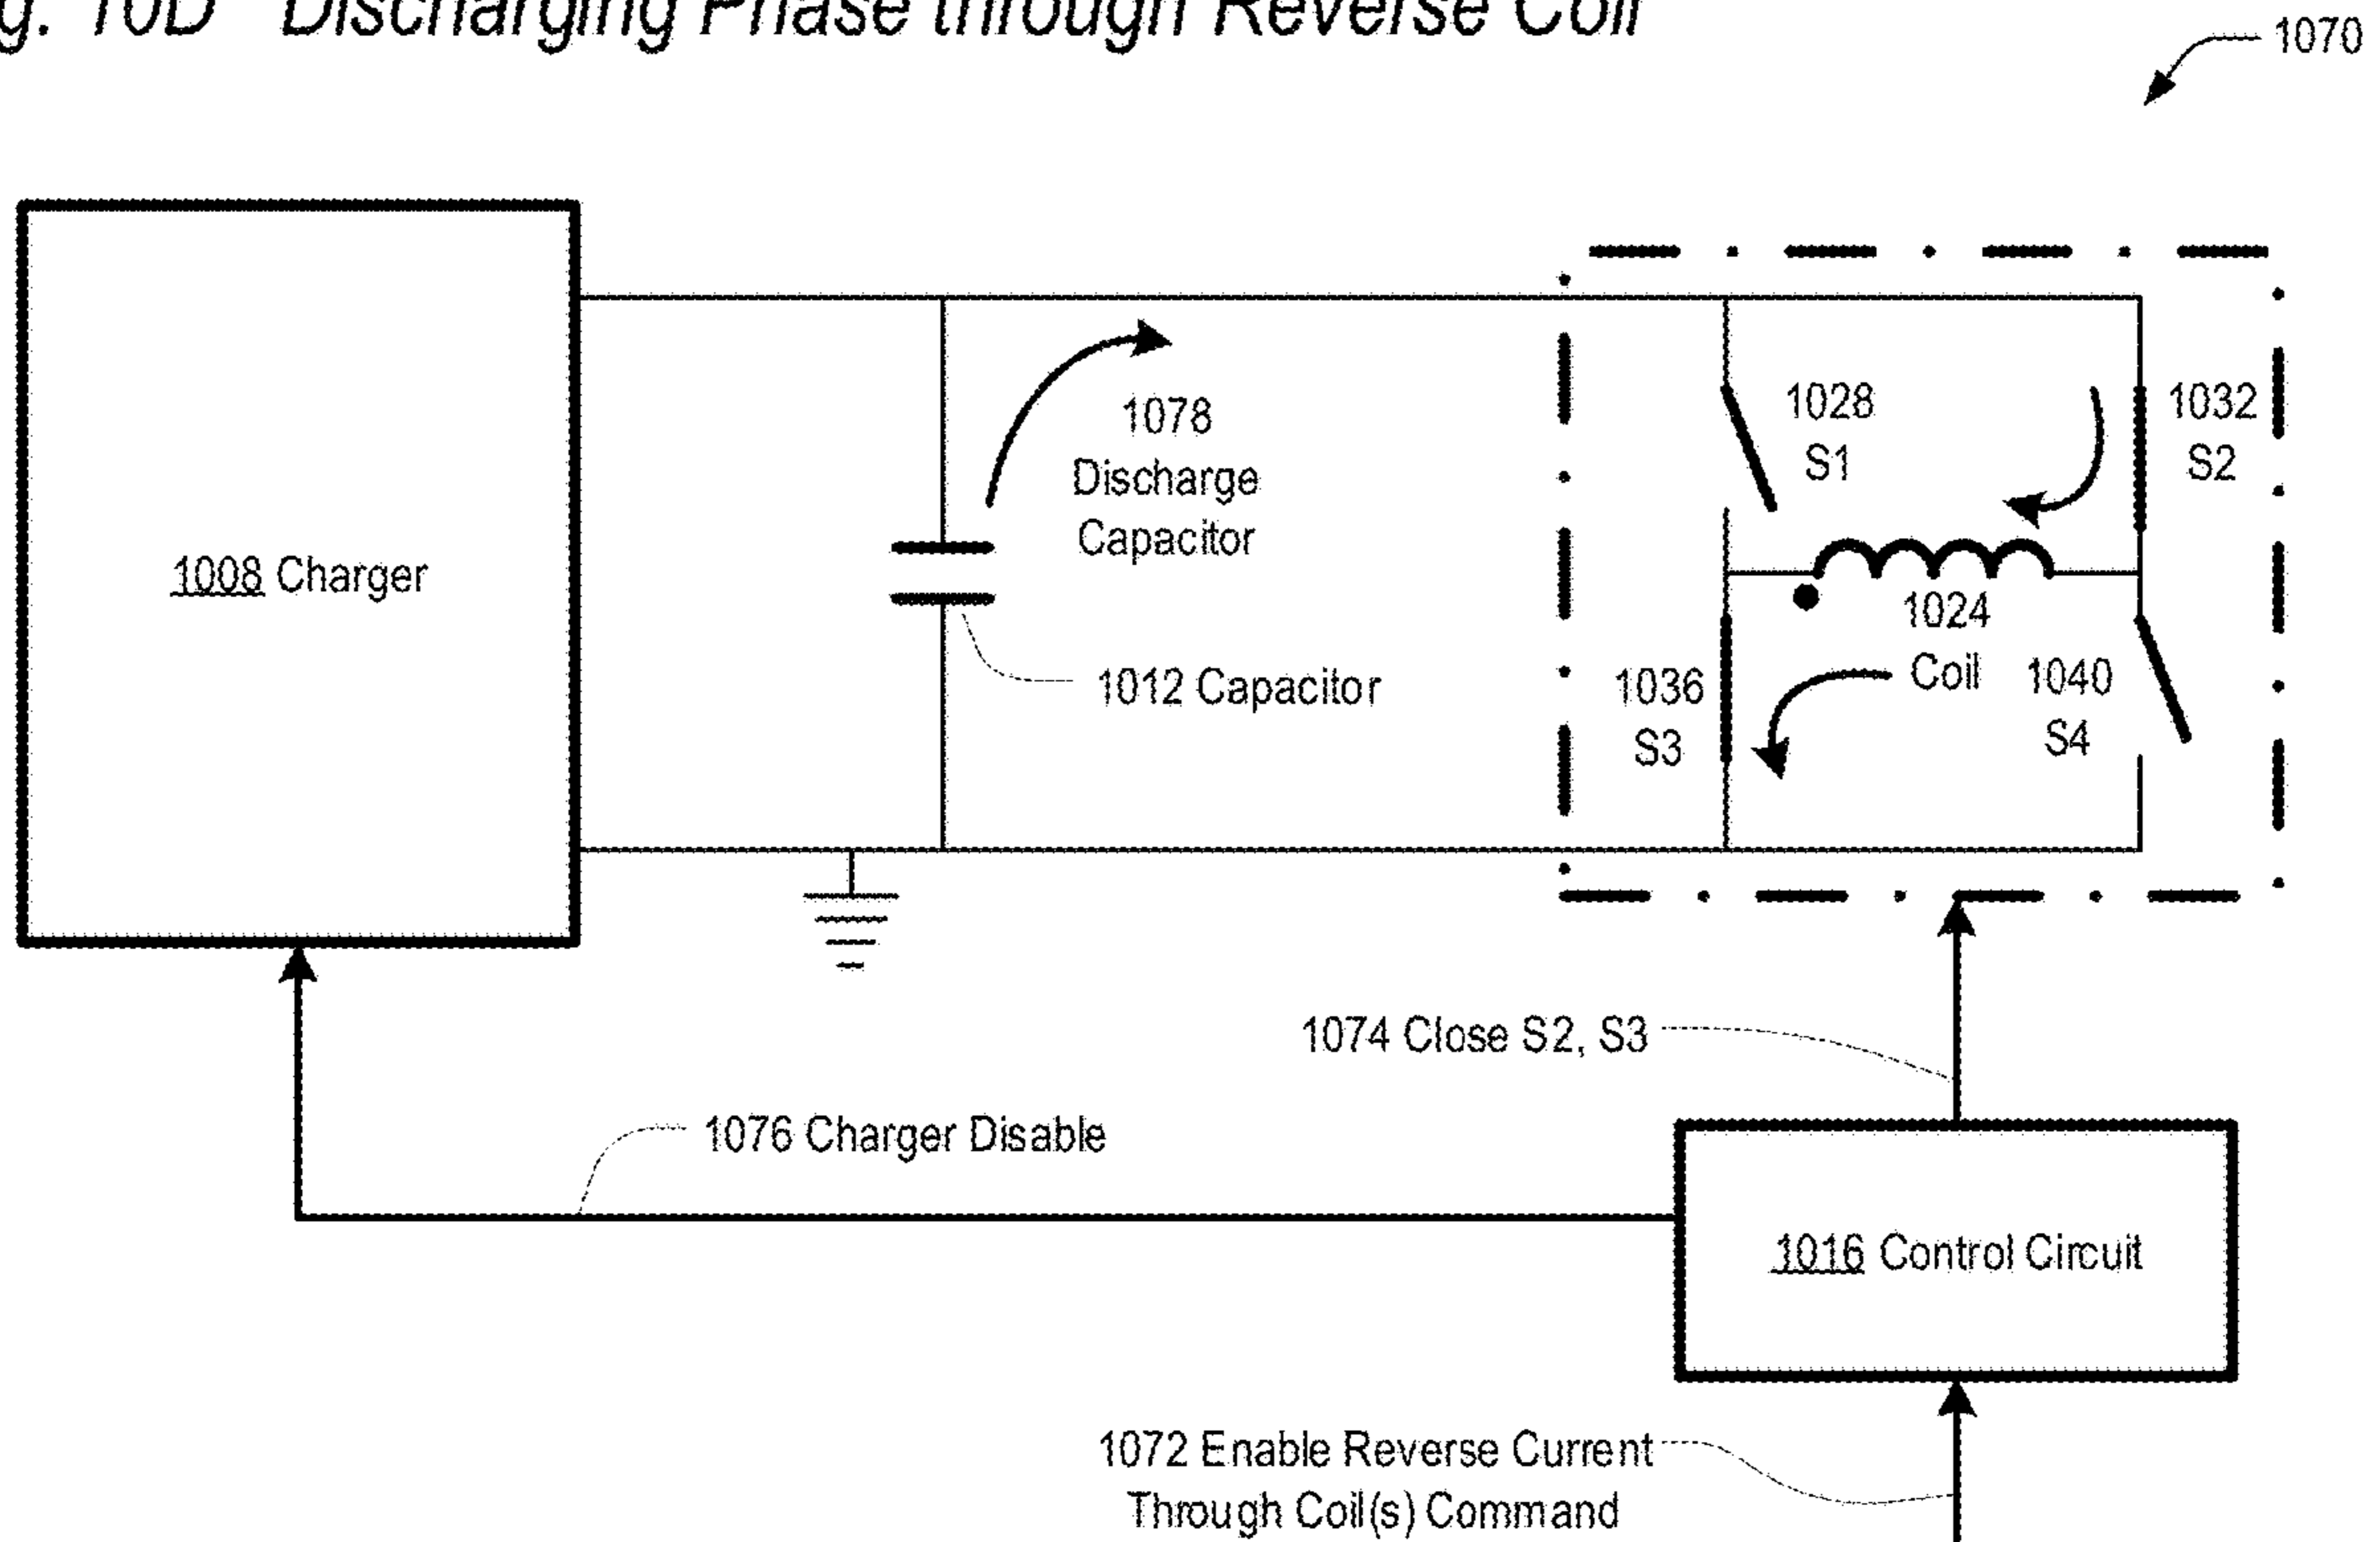 10D Discharging Phase through Reverse Coil
1070
1008 Charger
1078
Discharge
Capacitor
1012 Capacitor
1028
S1
1032
S2
1024
Coil
1036
S3
1040
S4
1074 Close S2, S3
1076 Charger Disable
1016 Control Circuit
1072 Enable Reverse Current
Through Coil(s) Command